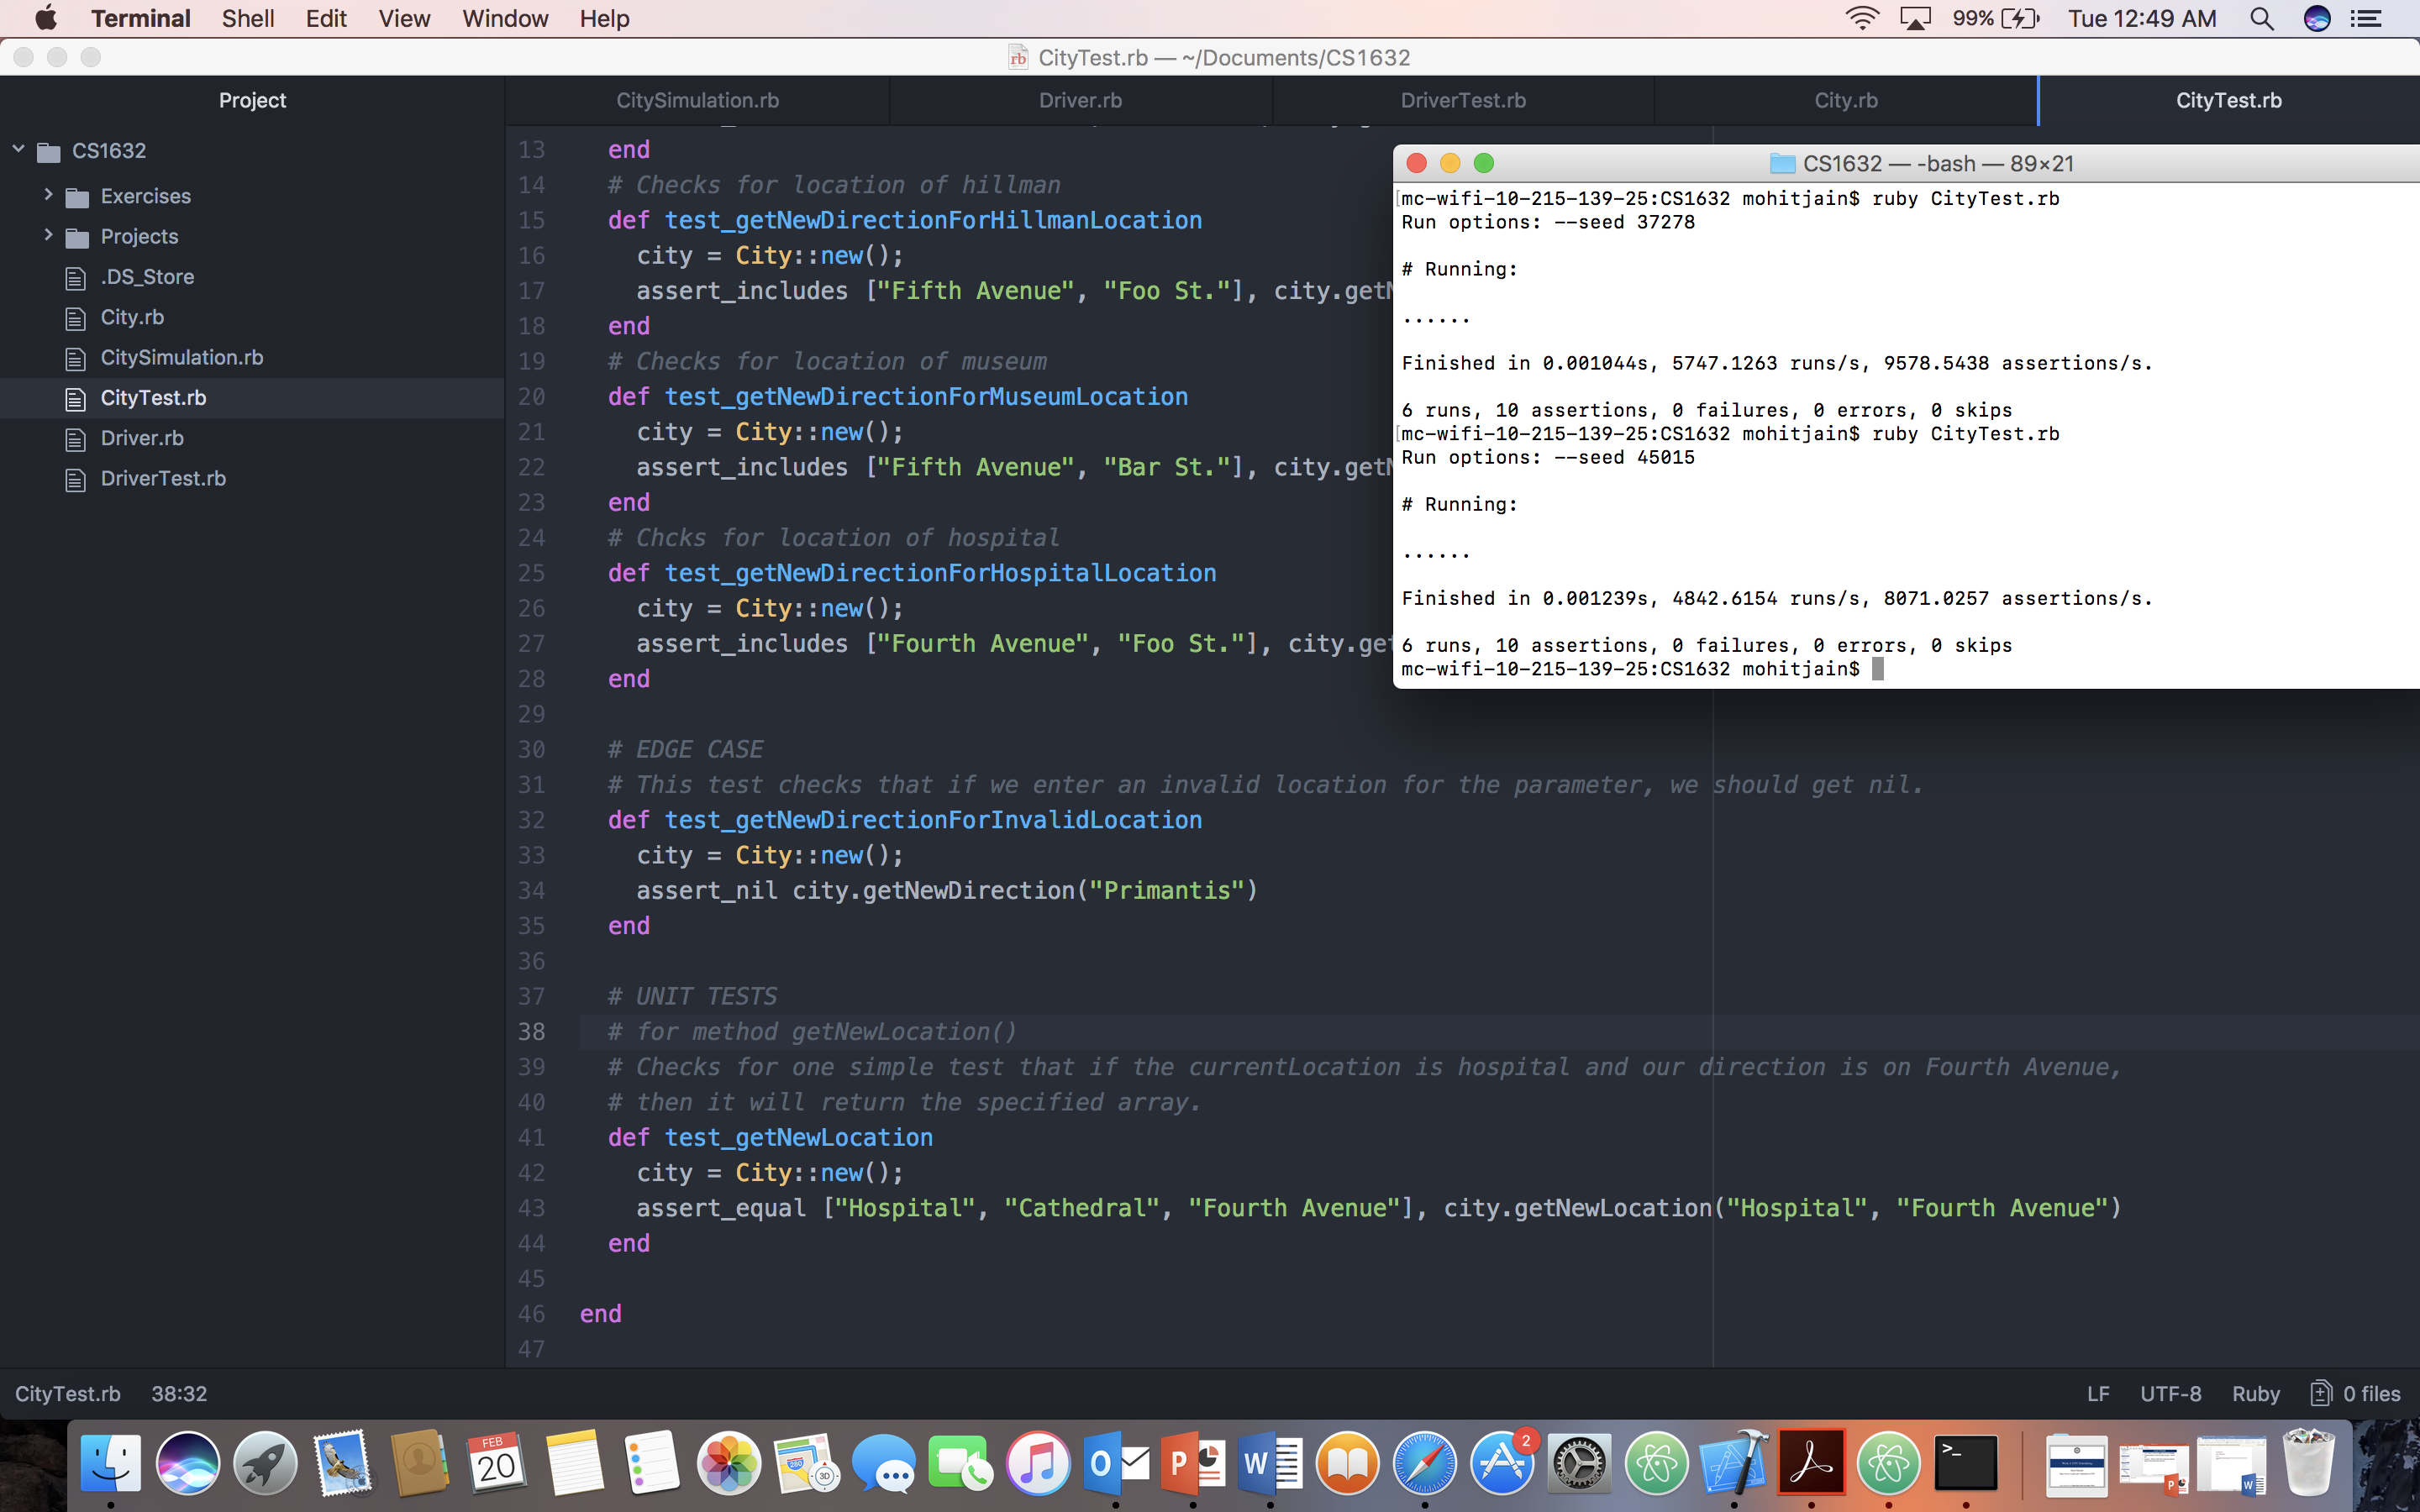 Terminal Shell Edit View Window Help 99% Tue 12:49 AM
CityTest.rb — ~/Documents/CS1632
Project
CitySimulation.rb Driver.rb DriverTest.rb City.rb CityTest.rb
CS1632
Exercises
Projects
.DS_Store
City.rb
CitySimulation.rb
CityTest.rb
Driver.rb
DriverTest.rb
13 end
14 # Checks for location of hillman
15 def test_getNewDirectionForHillmanLocation
16 city = City::new();
17 assert_includes ["Fifth Avenue", "Foo St."], city.getN
18 end
19 # Checks for location of museum
20 def test_getNewDirectionForMuseumLocation
21 city = City::new();
22 assert_includes ["Fifth Avenue", "Bar St."], city.getN
23 end
24 # Chcks for location of hospital
25 def test_getNewDirectionForHospitalLocation
26 city = City::new();
27 assert_includes ["Fourth Avenue", "Foo St."], city.get
28 end
29
30 # EDGE CASE
31 # This test checks that if we enter an invalid location for the parameter, we should get nil.
32 def test_getNewDirectionForInvalidLocation
33 city = City::new();
34 assert_nil city.getNewDirection("Primantis")
35 end
36
37 # UNIT TESTS
38 # for method getNewLocation()
39 # Checks for one simple test that if the currentLocation is hospital and our direction is on Fourth Avenue,
40 # then it will return the specified array.
41 def test_getNewLocation
42 city = City::new();
43 assert_equal ["Hospital", "Cathedral", "Fourth Avenue"], city.getNewLocation("Hospital", "Fourth Avenue")
44 end
45
46 end
47
CS1632 — -bash — 89×21
[mc-wifi-10-215-139-25:CS1632 mohitjain$ ruby CityTest.rb
Run options: --seed 37278
# Running:
......
Finished in 0.001044s, 5747.1263 runs/s, 9578.5438 assertions/s.
6 runs, 10 assertions, 0 failures, 0 errors, 0 skips
[mc-wifi-10-215-139-25:CS1632 mohitjain$ ruby CityTest.rb
Run options: --seed 45015
# Running:
......
Finished in 0.001239s, 4842.6154 runs/s, 8071.0257 assertions/s.
6 runs, 10 assertions, 0 failures, 0 errors, 0 skips
mc-wifi-10-215-139-25:CS1632 mohitjain$
CityTest.rb 38:32 LF UTF-8 Ruby 0 files
FEB
20
280
3D
O
P
W
2
>_
P
W